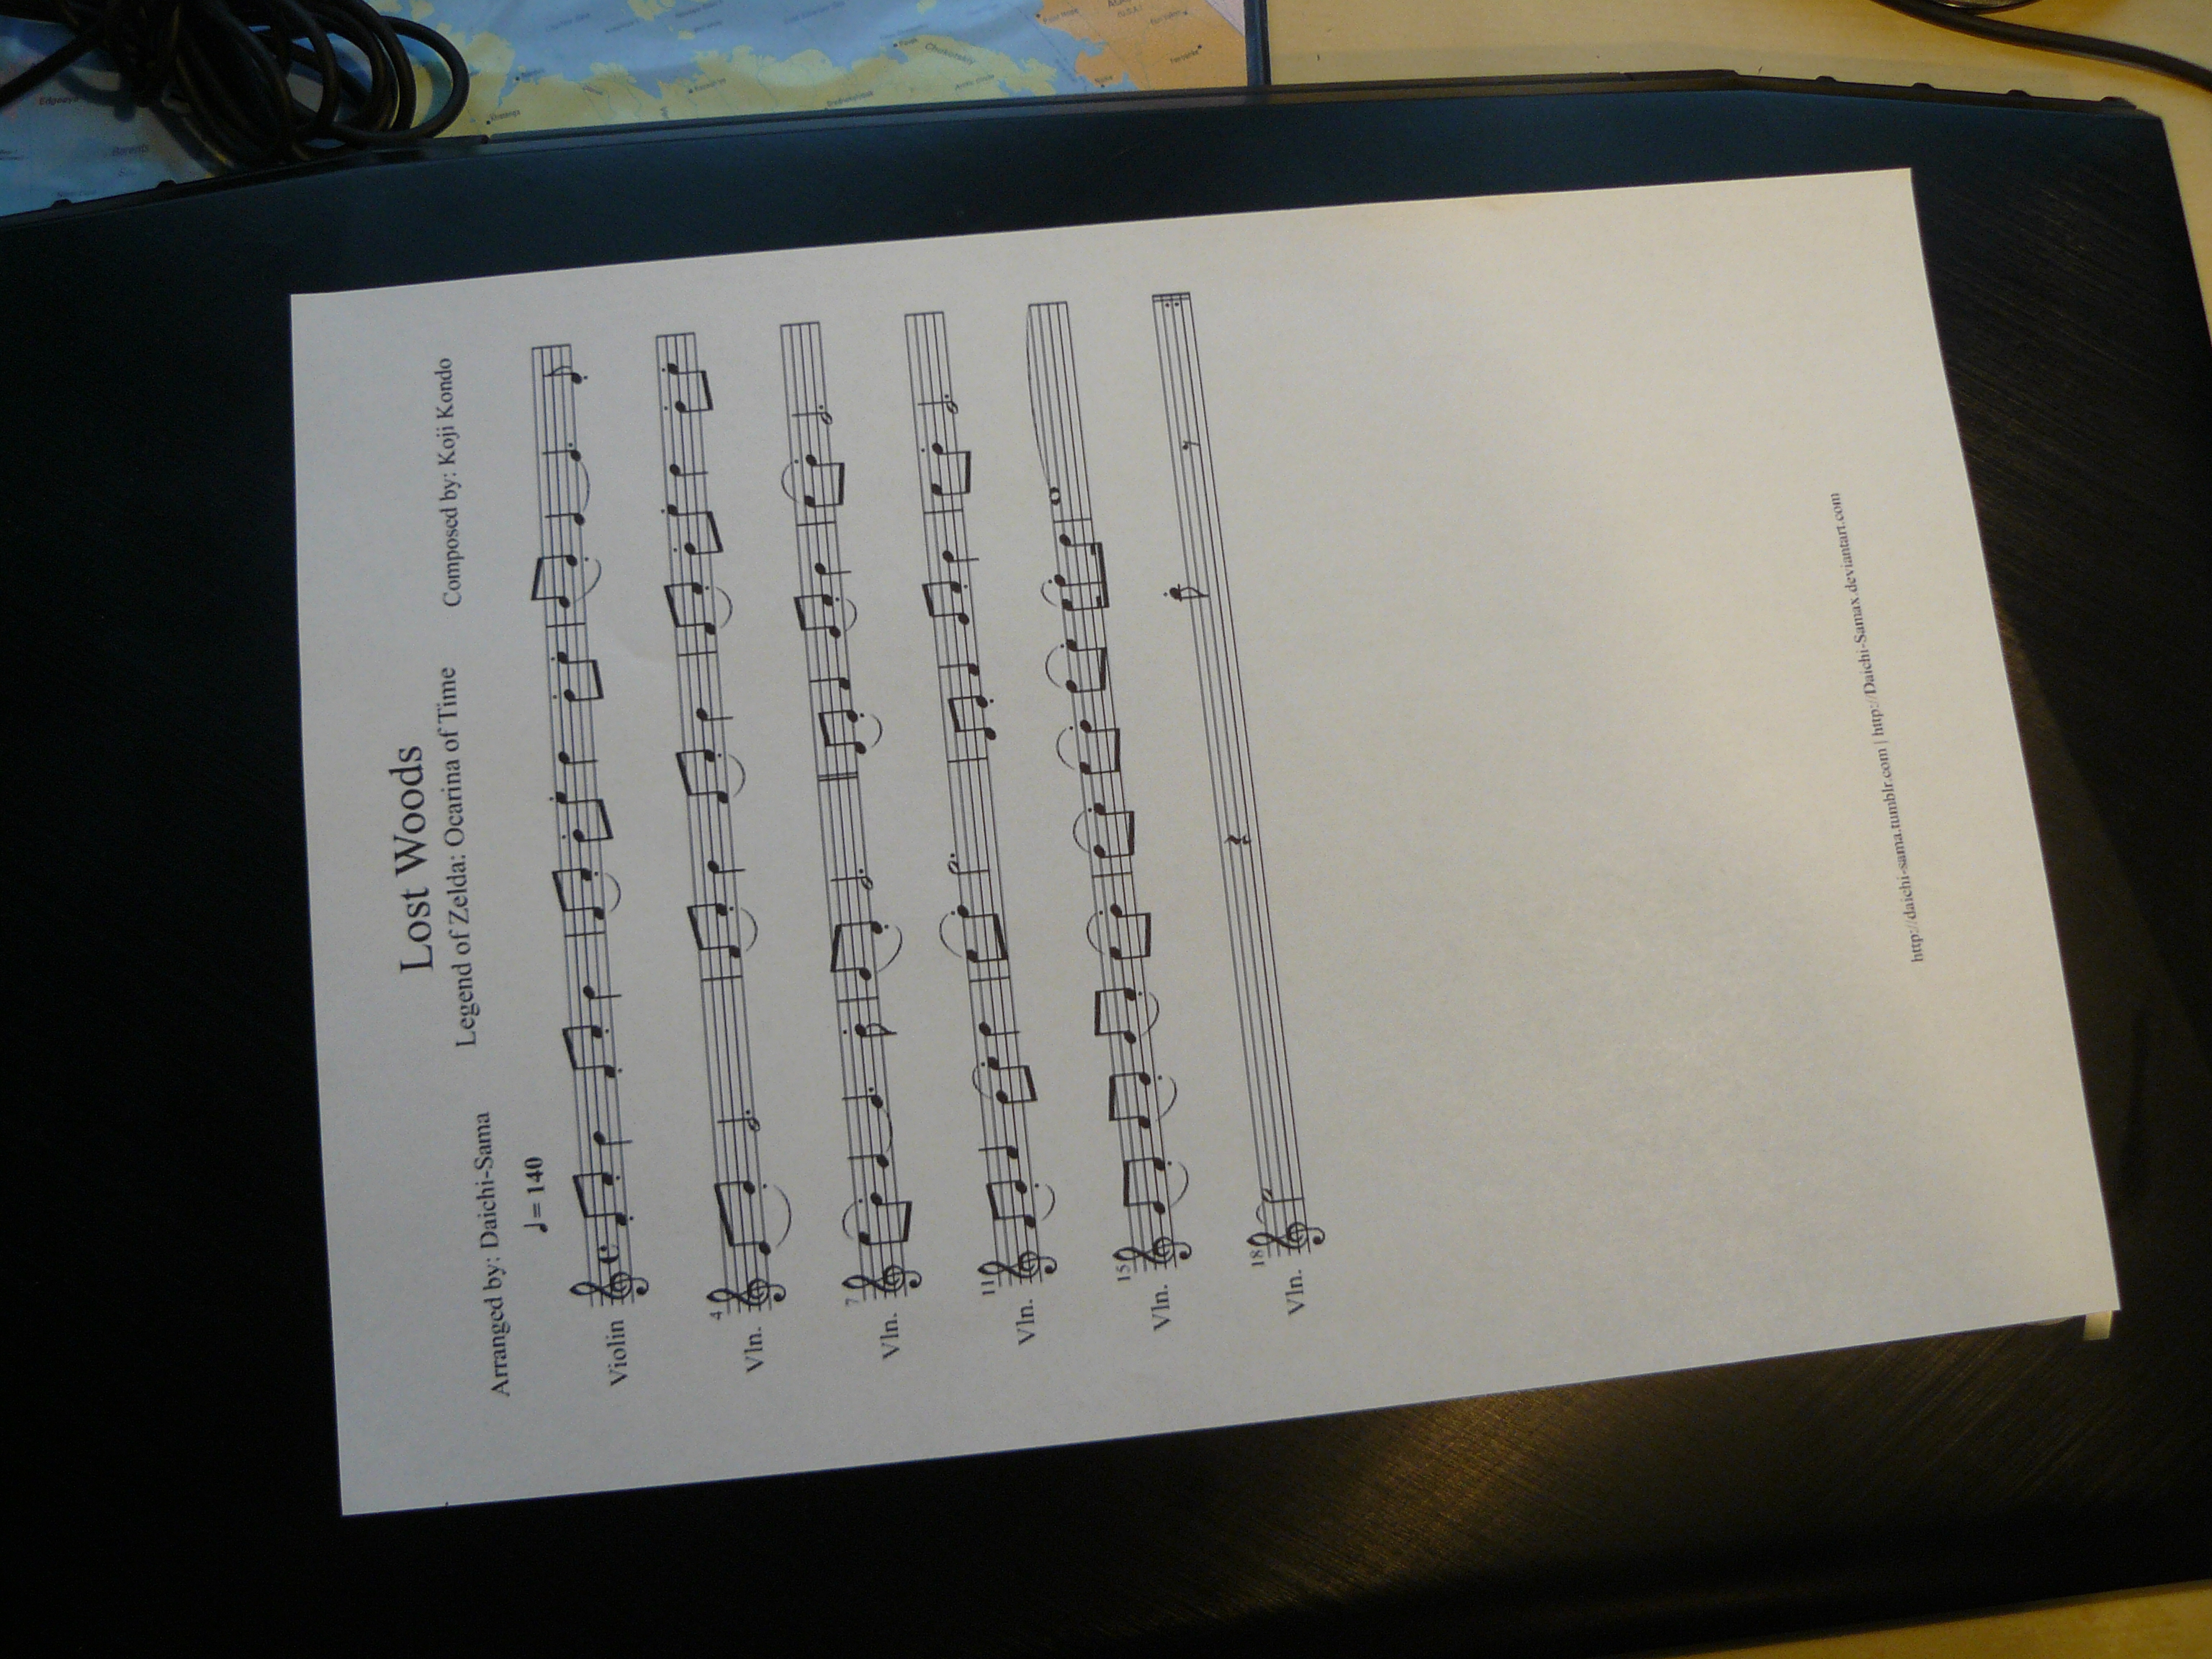 Lost Woods
Legend of Zelda: Ocarina of Time
Arranged by: Daichi-Sama
Composed by: Koji Kondo
♩= 140
Violin
4
Vln.
7
Vln.
11
Vln.
15
Vln.
18
Vln.
http://daichi-sama.tumblr.com | http://Daichi-Samax.deviantart.com
Chukotskiy
Khatanga